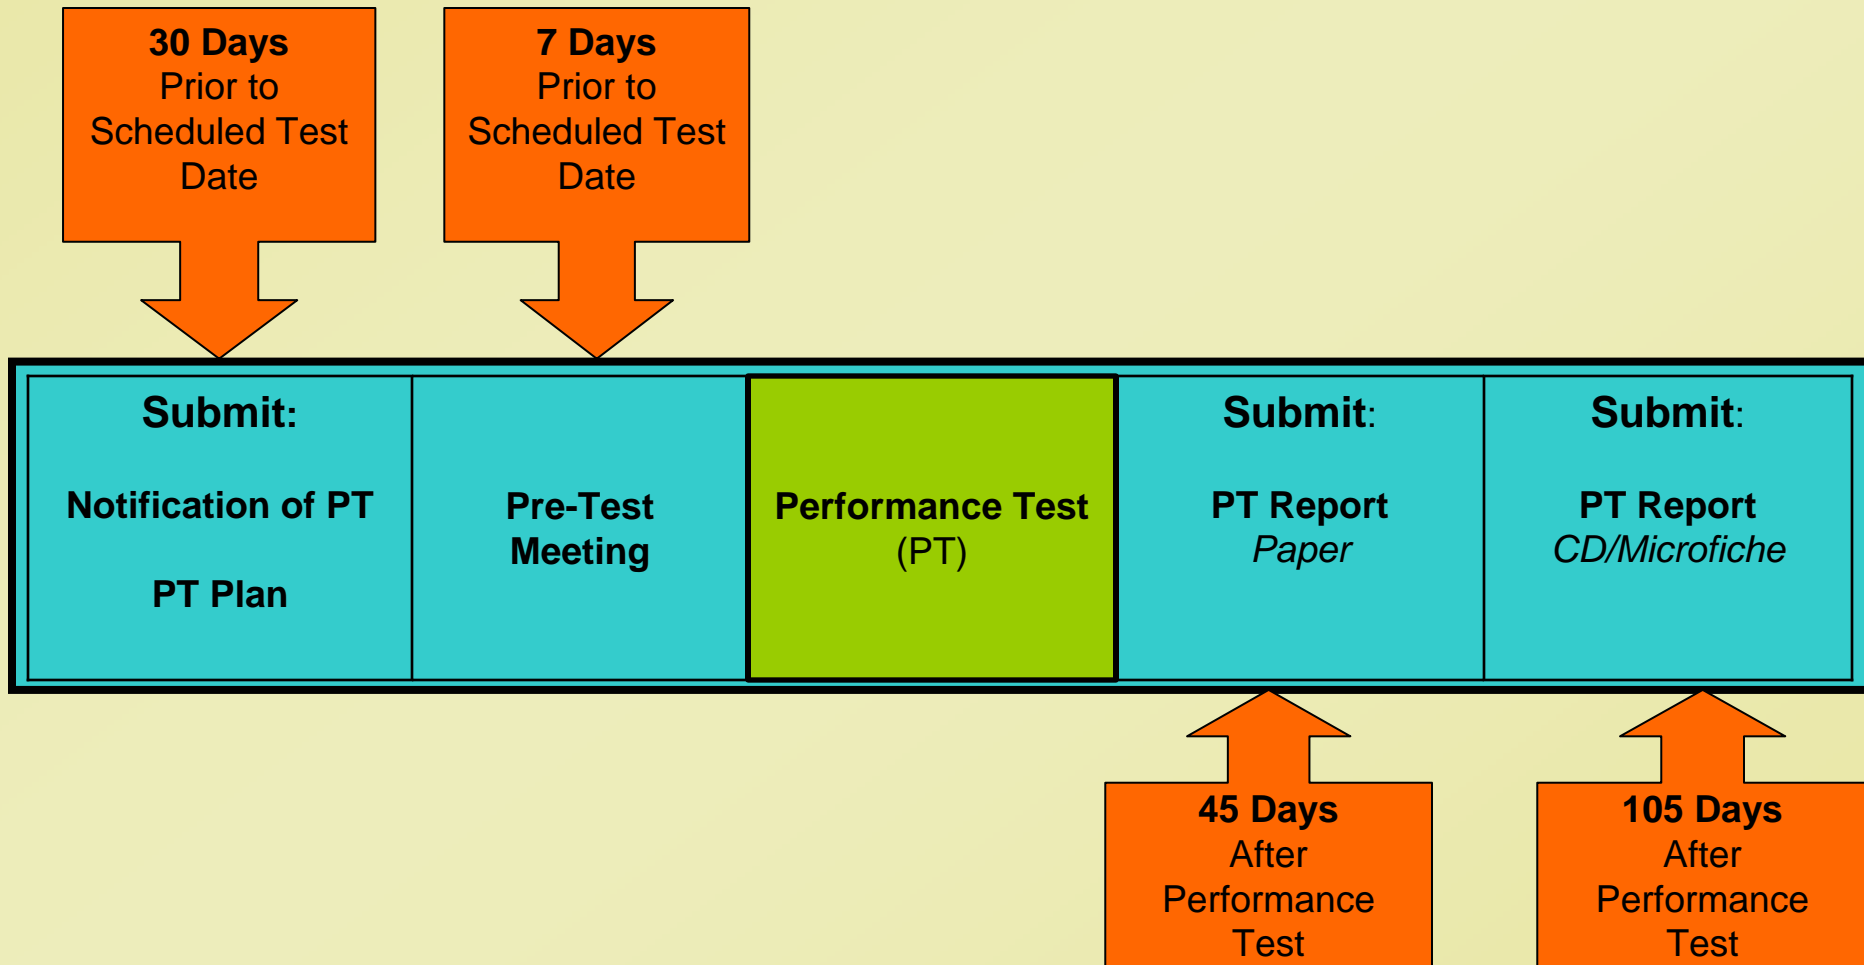 30 Days
Prior to
Scheduled Test
Date
7 Days
Prior to
Scheduled Test
Date
Submit:
Notification of PT
PT Plan
Pre-Test
Meeting
Performance Test
(PT)
Submit:
PT Report
Paper
Submit:
PT Report
CD/Microfiche
45 Days
After
Performance
Test
105 Days
After
Performance
Test